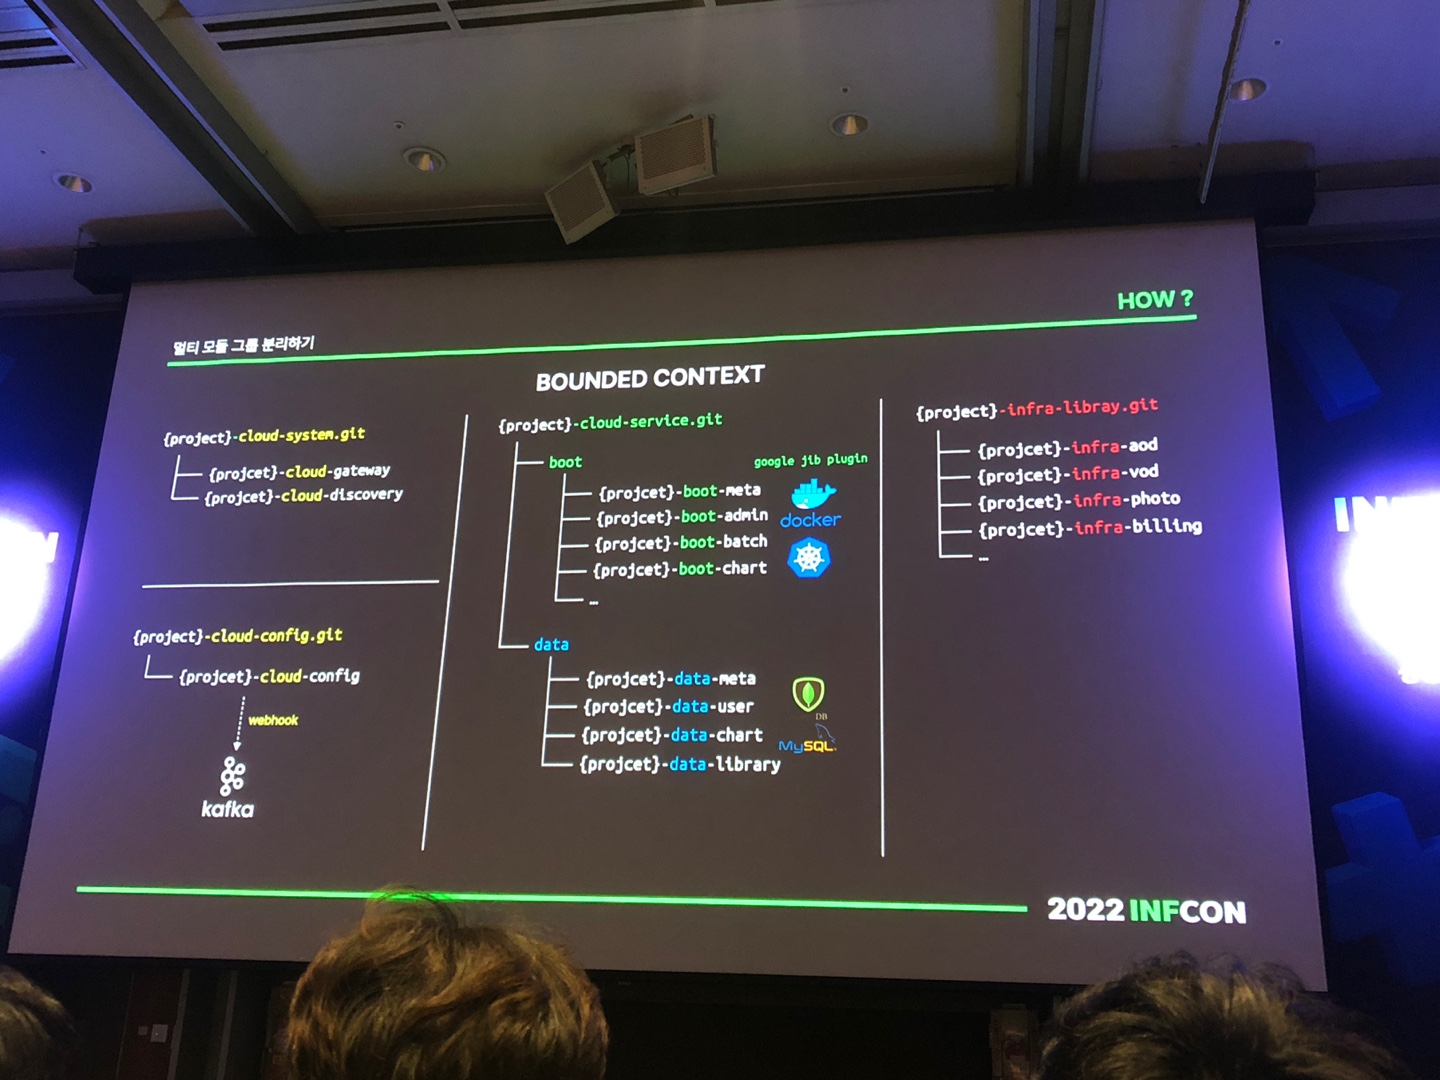 HOW ?
멀티 모듈 그룹 분리하기
BOUNDED CONTEXT
{project}-cloud-system.git
{projcet}-cloud-gateway
{projcet}-cloud-discovery
{project}-cloud-config.git
{projcet}-cloud-config
webhook
kafka
{project}-cloud-service.git
boot
google jib plugin
{projcet}-boot-meta
{projcet}-boot-admin
docker
{projcet}-boot-batch
{projcet}-boot-chart
…
data
{projcet}-data-meta
{projcet}-data-user
DB
{projcet}-data-chart
MySQL
{projcet}-data-library
{project}-infra-libray.git
{projcet}-infra-aod
{projcet}-infra-vod
{projcet}-infra-photo
{projcet}-infra-billing
…
2022 INFCON